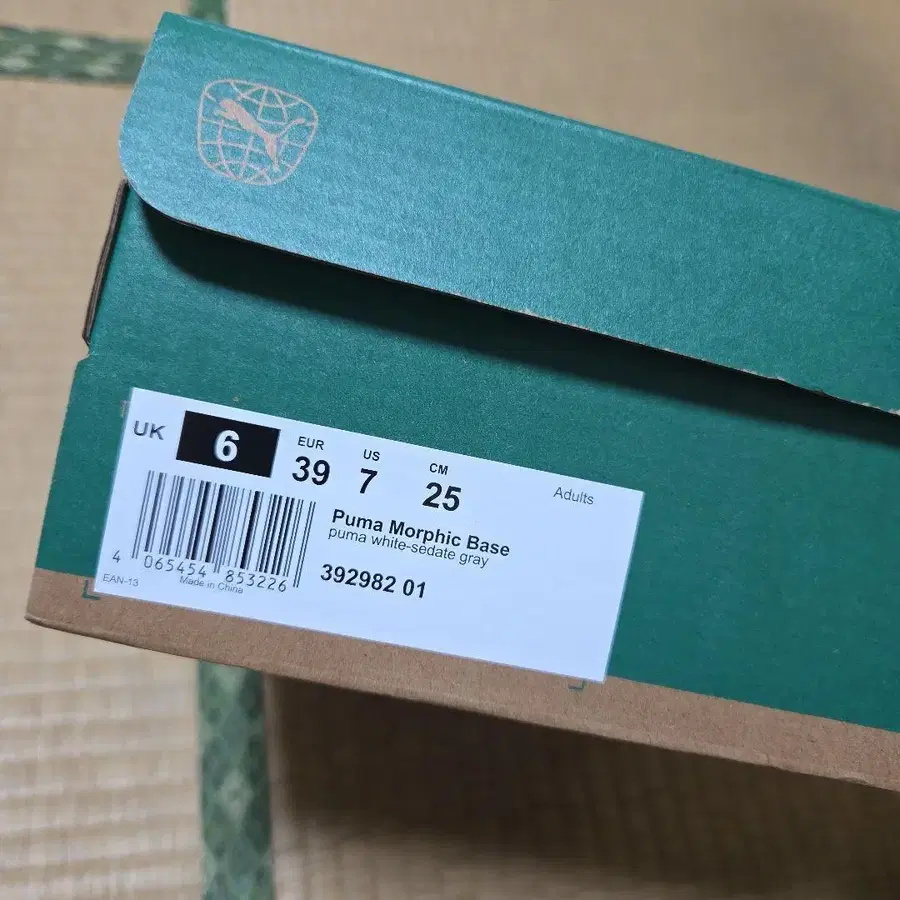 UK 6 EUR 39 US 7 CM 25 Adults
Puma Morphic Base
puma white-sedate gray
392982 01
4 065454 853226
EAN-13 Made in China